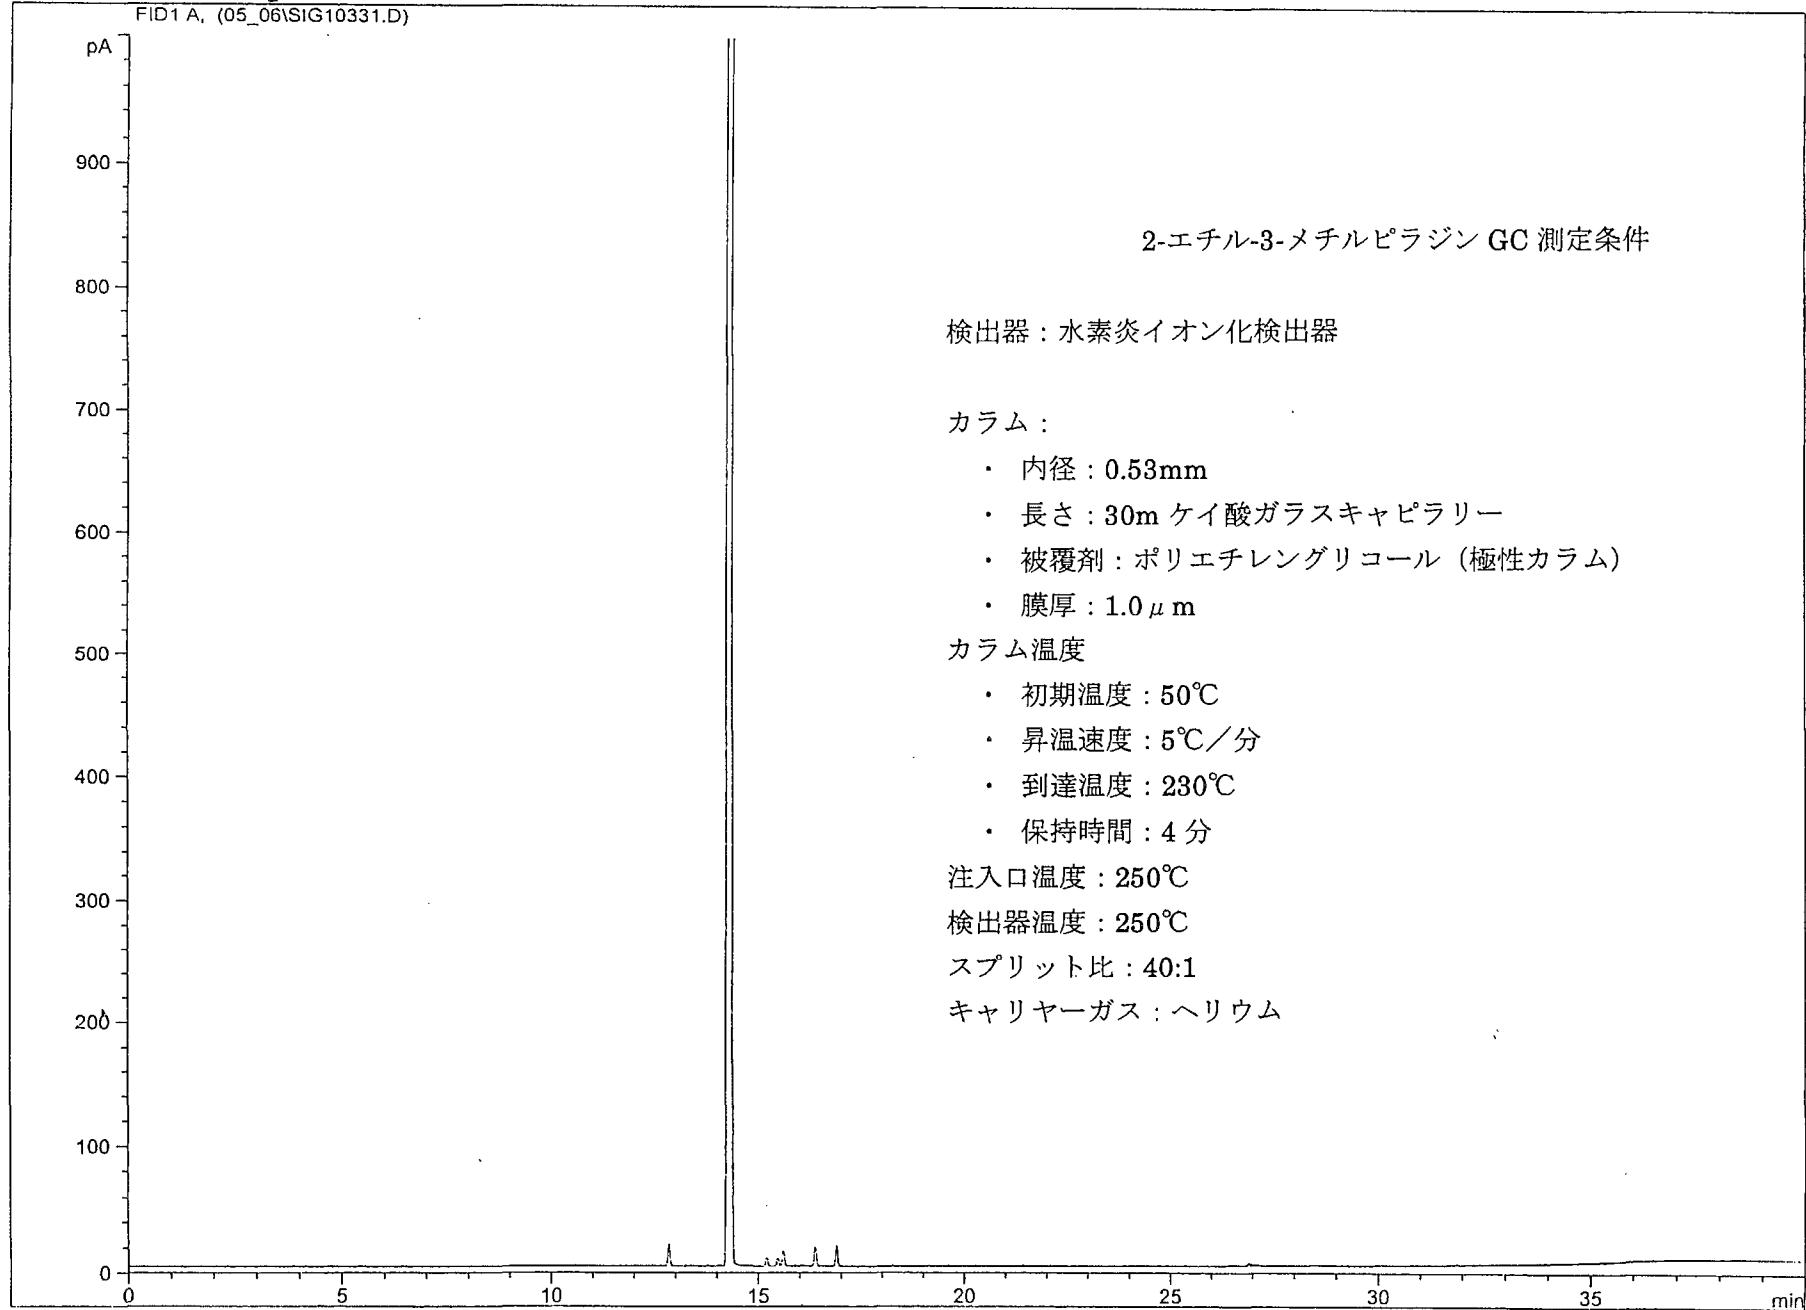 FID1 A, (05_06\SIG10331.D)
pA
900
800
700
600
500
400
300
200
100
0
2-エチル-3-メチルピラジン GC 測定条件
検出器：水素炎イオン化検出器
カラム：
・ 内径：0.53mm
・ 長さ：30m ケイ酸ガラスキャピラリー
・ 被覆剤：ポリエチレングリコール（極性カラム）
・ 膜厚：1.0μm
カラム温度
・ 初期温度：50℃
・ 昇温速度：5℃／分
・ 到達温度：230℃
・ 保持時間：4 分
注入口温度：250℃
検出器温度：250℃
スプリット比：40:1
キャリヤーガス：ヘリウム
0 5 10 15 20 25 30 35 min